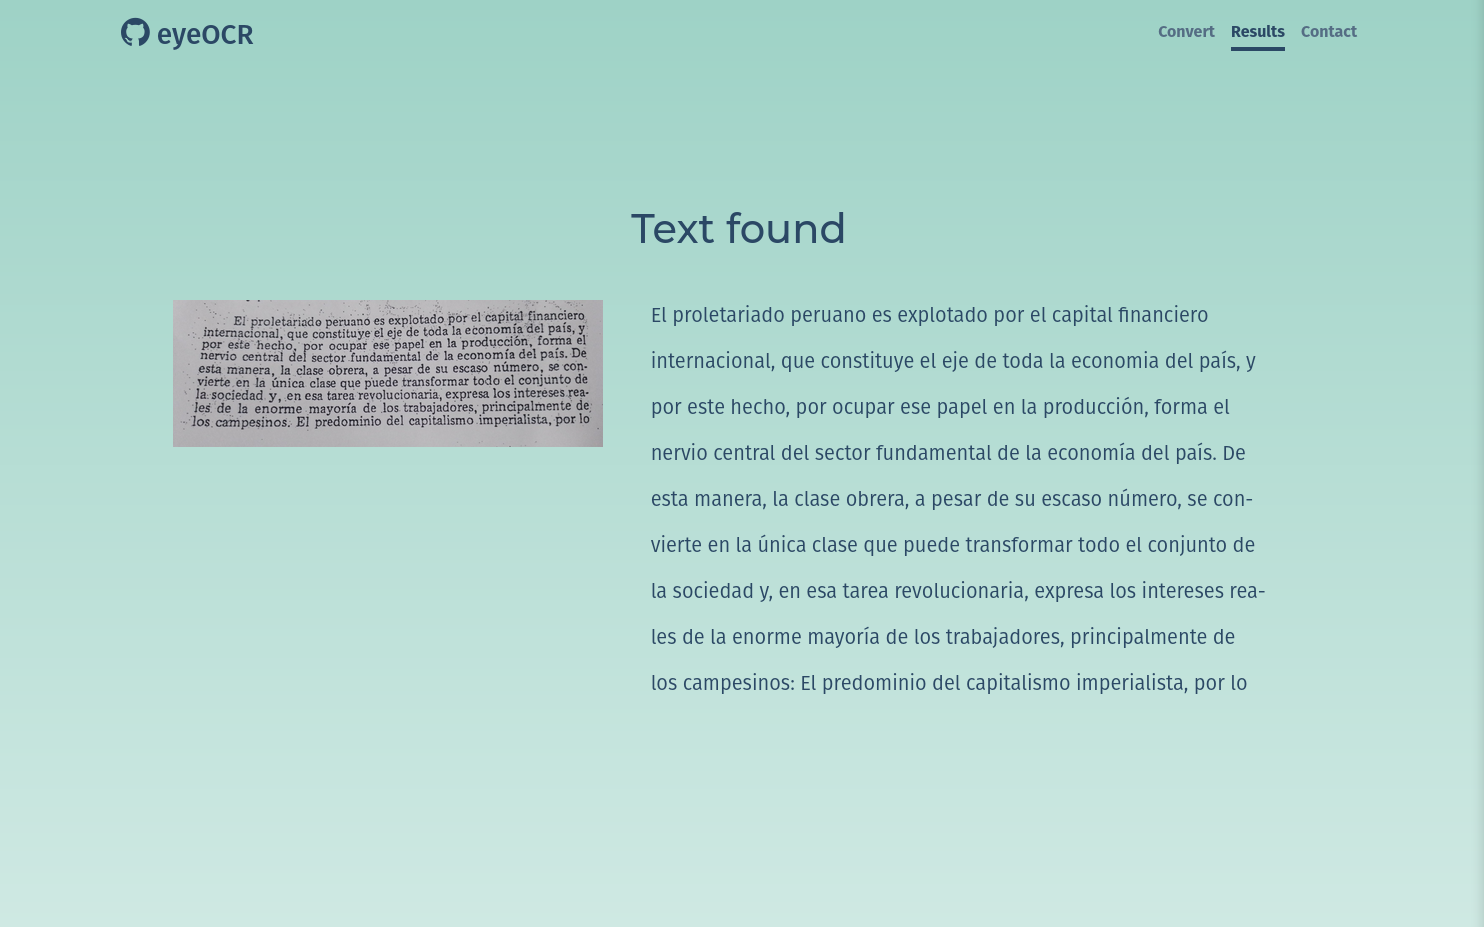 eyeOCR
Convert Results Contact
Text found
El proletariado peruano es explotado por el capital financiero
internacional, que constituye el eje de toda la economía del país, y
por este hecho, por ocupar ese papel en la producción, forma el
nervio central del sector fundamental de la economía del país. De
esta manera, la clase obrera, a pesar de su escaso número, se con-
vierte en la única clase que puede transformar todo el conjunto de
la sociedad y, en esa tarea revolucionaria, expresa los intereses rea-
les de la enorme mayoría de los trabajadores, principalmente de
los campesinos. El predominio del capitalismo imperialista, por lo
El proletariado peruano es explotado por el capital financiero
internacional, que constituye el eje de toda la economia del país, y
por este hecho, por ocupar ese papel en la producción, forma el
nervio central del sector fundamental de la economía del país. De
esta manera, la clase obrera, a pesar de su escaso número, se con-
vierte en la única clase que puede transformar todo el conjunto de
la sociedad y, en esa tarea revolucionaria, expresa los intereses rea-
les de la enorme mayoría de los trabajadores, principalmente de
los campesinos: El predominio del capitalismo imperialista, por lo